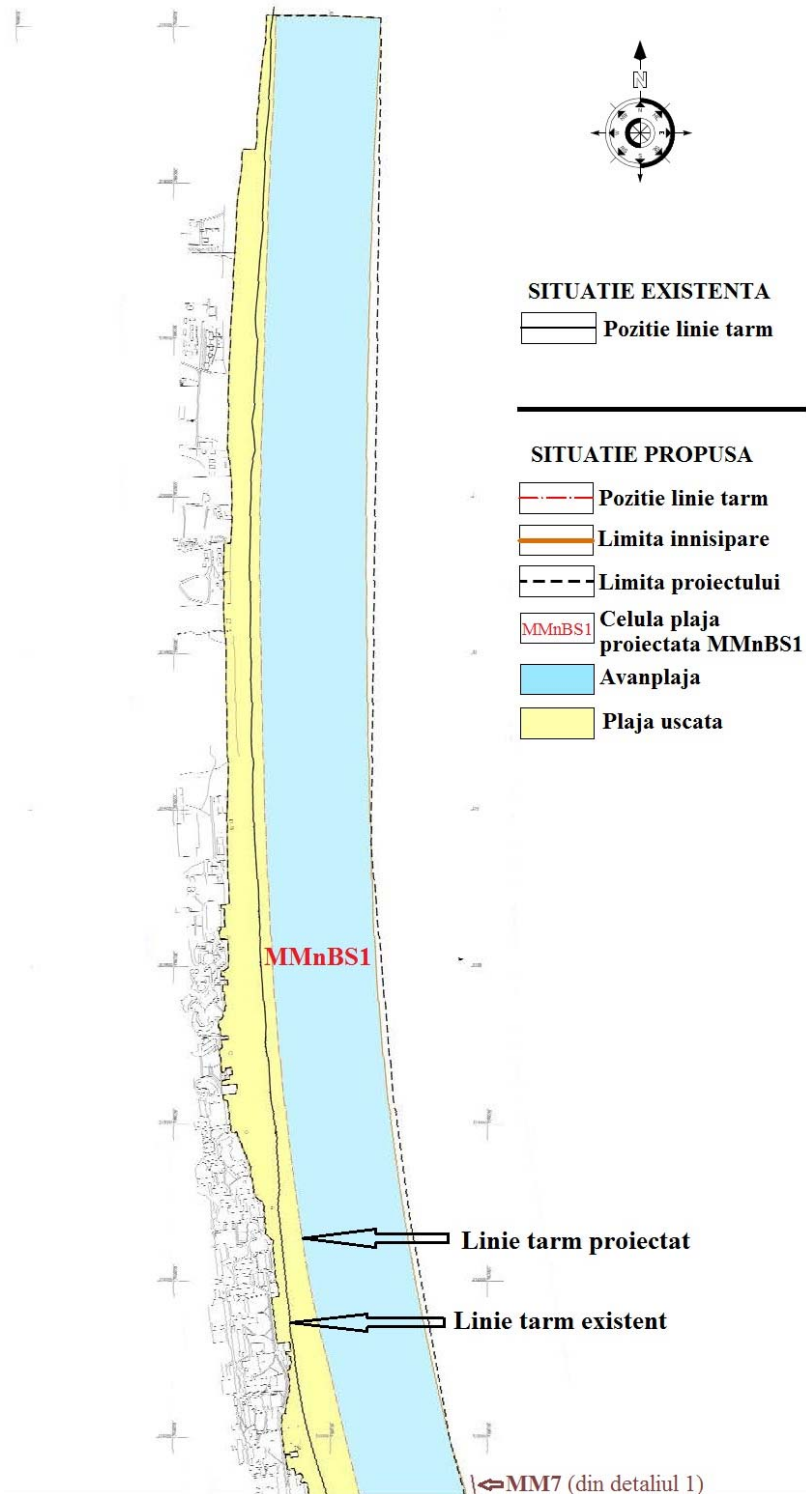 N
SITUATIE EXISTENTA
Pozitie linie tarm
SITUATIE PROPUSA
Pozitie linie tarm
Limita innisipare
Limita proiectului
MMnBS1
Celula plaja
proiectata MMnBS1
Avanplaja
Plaja uscata
MMnBS1
Linie tarm proiectat
Linie tarm existent
MM7 (din detaliul 1)